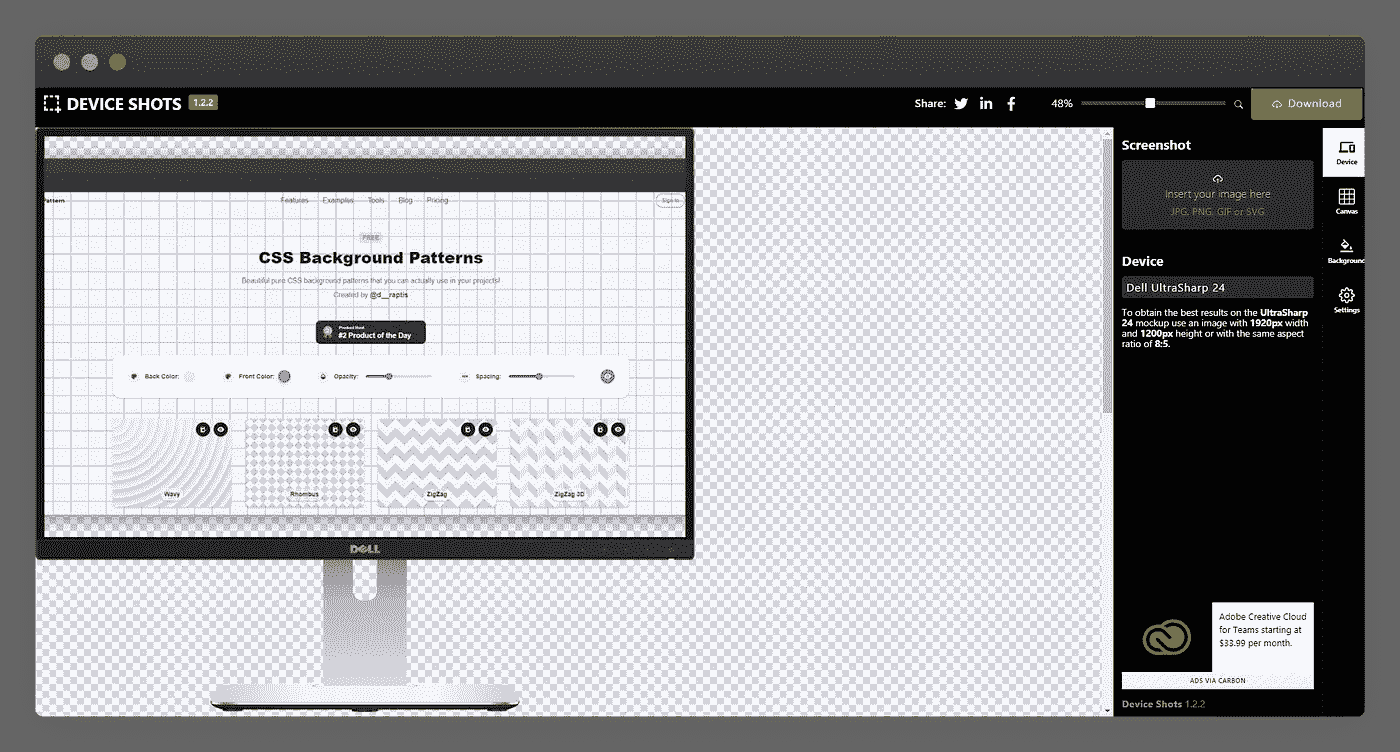 DEVICE SHOTS 1.2.2
Share:
48%
Download
attern
Features Examples Tools Blog Pricing
Sign In
FREE
CSS Background Patterns
Beautiful pure CSS background patterns that you can actually use in your projects!
Created by @d__raptis
Product Hunt
#2 Product of the Day
Back Color: Front Color: Opacity: Spacing:
Wavy
Rhombus
ZigZag
ZigZag 3D
DELL
Screenshot
Insert your image here
JPG, PNG, GIF or SVG
Device
Dell UltraSharp 24
To obtain the best results on the UltraSharp
24 mockup use an image with 1920px width
and 1200px height or with the same aspect
ratio of 8:5.
Adobe Creative Cloud
for Teams starting at
$33.99 per month.
ADS VIA CARBON
Device Shots 1.2.2
Device
Canvas
Background
Settings